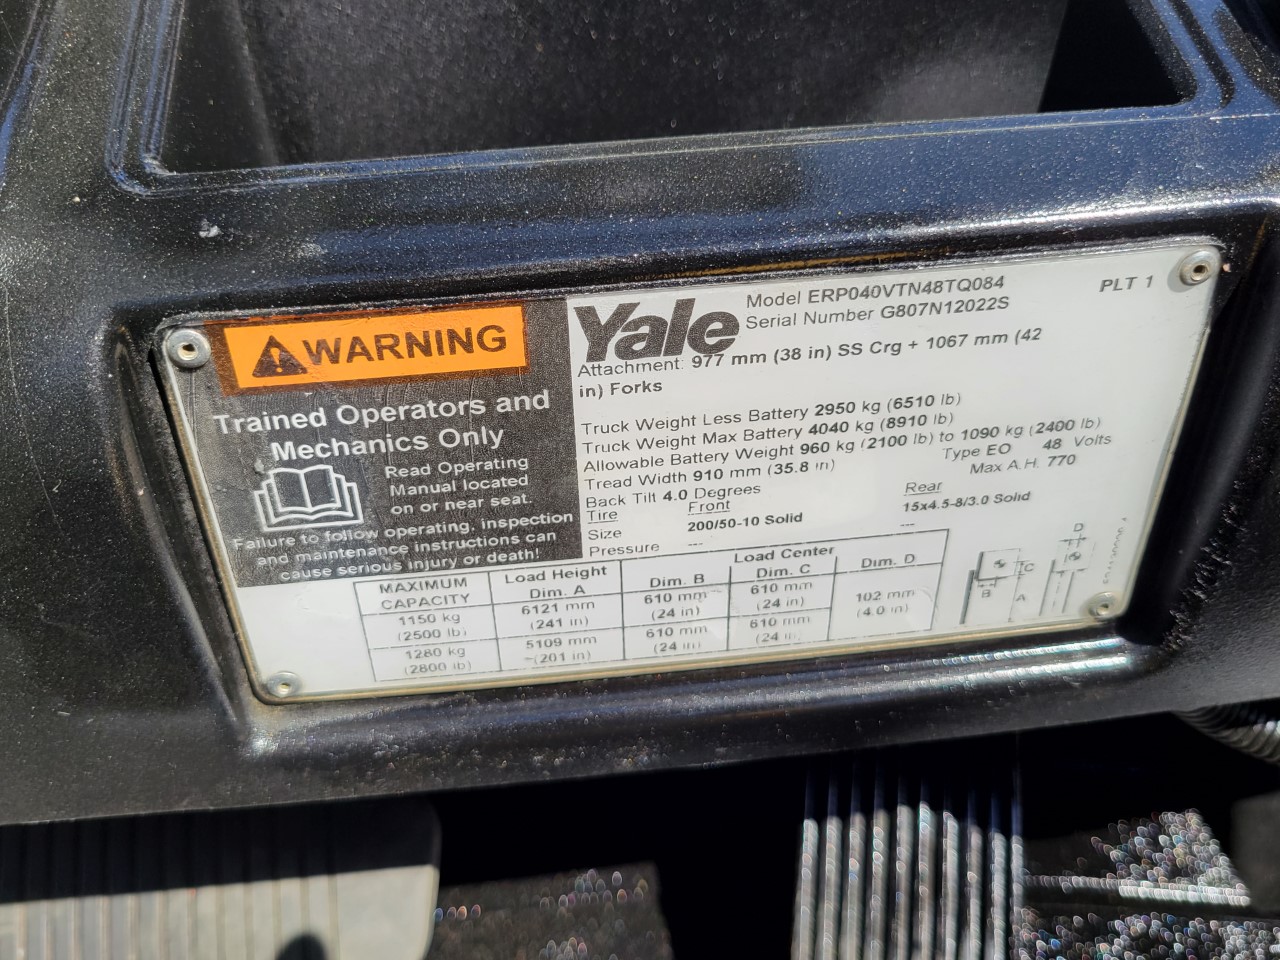 WARNING
Trained Operators and
Mechanics Only
Read Operating
Manual located
on or near seat.
Failure to follow operating, inspection
and maintenance instructions can
cause serious injury or death!
Yale
Model ERP040VTN48TQ084
PLT 1
Serial Number G807N12022S
Attachment: 977 mm (38 in) SS Crg + 1067 mm (42
in) Forks
Truck Weight Less Battery 2950 kg (6510 lb)
Truck Weight Max Battery 4040 kg (8910 lb)
Allowable Battery Weight 960 kg (2100 lb) to 1090 kg (2400 lb)
Tread Width 910 mm (35.8 in) Type EO 48 Volts
Back Tilt 4.0 Degrees Max A.H. 770
Tire Front Rear
Size 200/50-10 Solid 15x4.5-8/3.0 Solid
Pressure --- ---
MAXIMUM CAPACITY Load Height Dim. A Load Center
Dim. B Dim. C Dim. D
1150 kg 6121 mm 610 mm 610 mm 102 mm
(2500 lb) (241 in) (24 in) (24 in) (4.0 in)
1280 kg 5109 mm 610 mm 610 mm
(2800 lb) (201 in) (24 in) (24 in)
D
B C
A